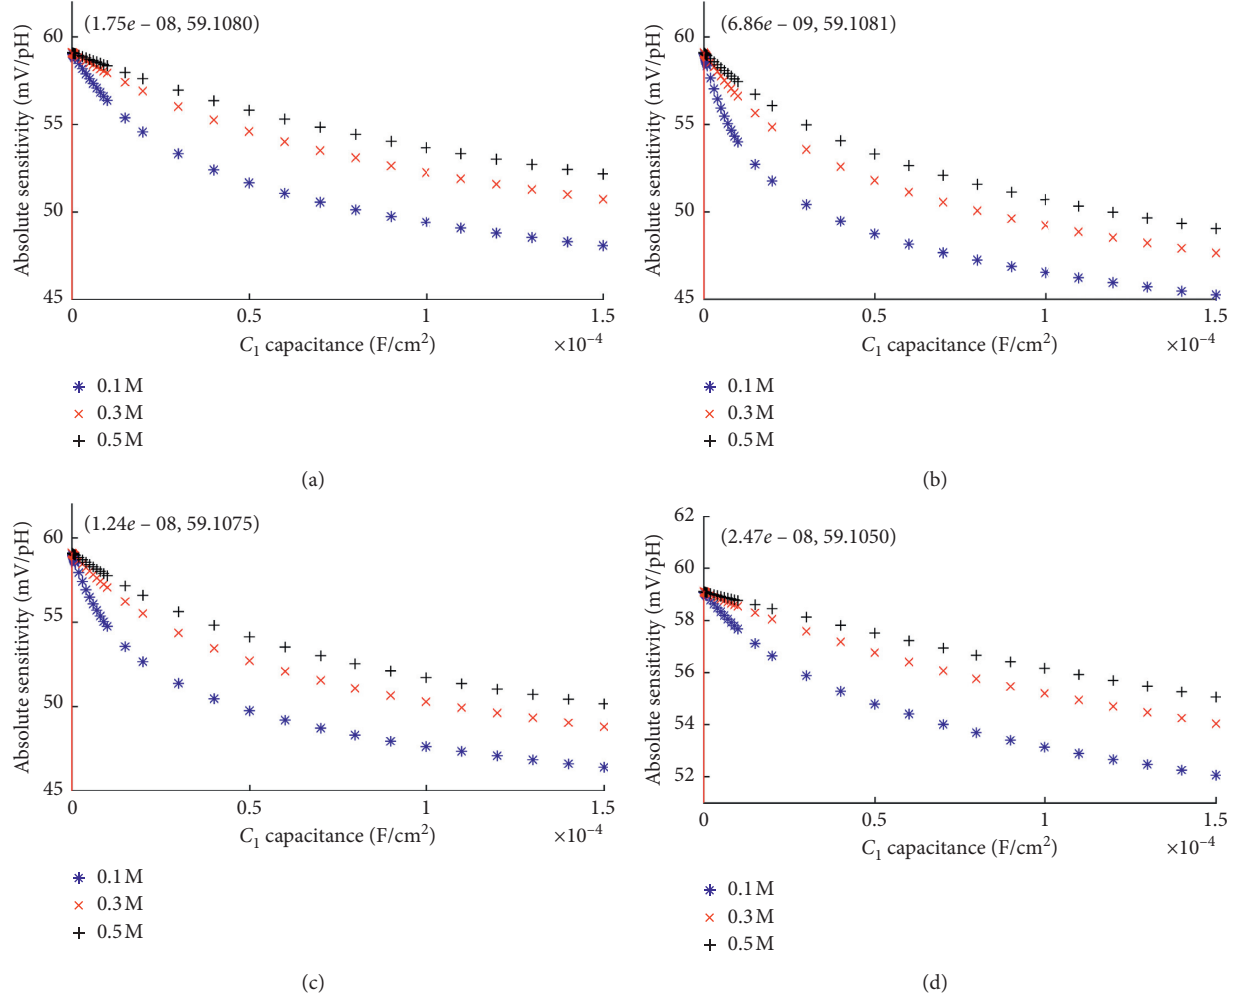 (1.75e – 08, 59.1080)
Absolute sensitivity (mV/pH)
60
55
50
45
0
0.5
1
1.5
C₁ capacitance (F/cm²)
×10⁻⁴
0.1 M
0.3 M
0.5 M
(a)
(6.86e – 09, 59.1081)
Absolute sensitivity (mV/pH)
60
55
50
45
0
0.5
1
1.5
C₁ capacitance (F/cm²)
×10⁻⁴
0.1 M
0.3 M
0.5 M
(b)
(1.24e – 08, 59.1075)
Absolute sensitivity (mV/pH)
60
55
50
45
0
0.5
1
1.5
C₁ capacitance (F/cm²)
×10⁻⁴
0.1 M
0.3 M
0.5 M
(c)
(2.47e – 08, 59.1050)
Absolute sensitivity (mV/pH)
62
60
58
56
54
52
0
0.5
1
1.5
C₁ capacitance (F/cm²)
×10⁻⁴
0.1 M
0.3 M
0.5 M
(d)